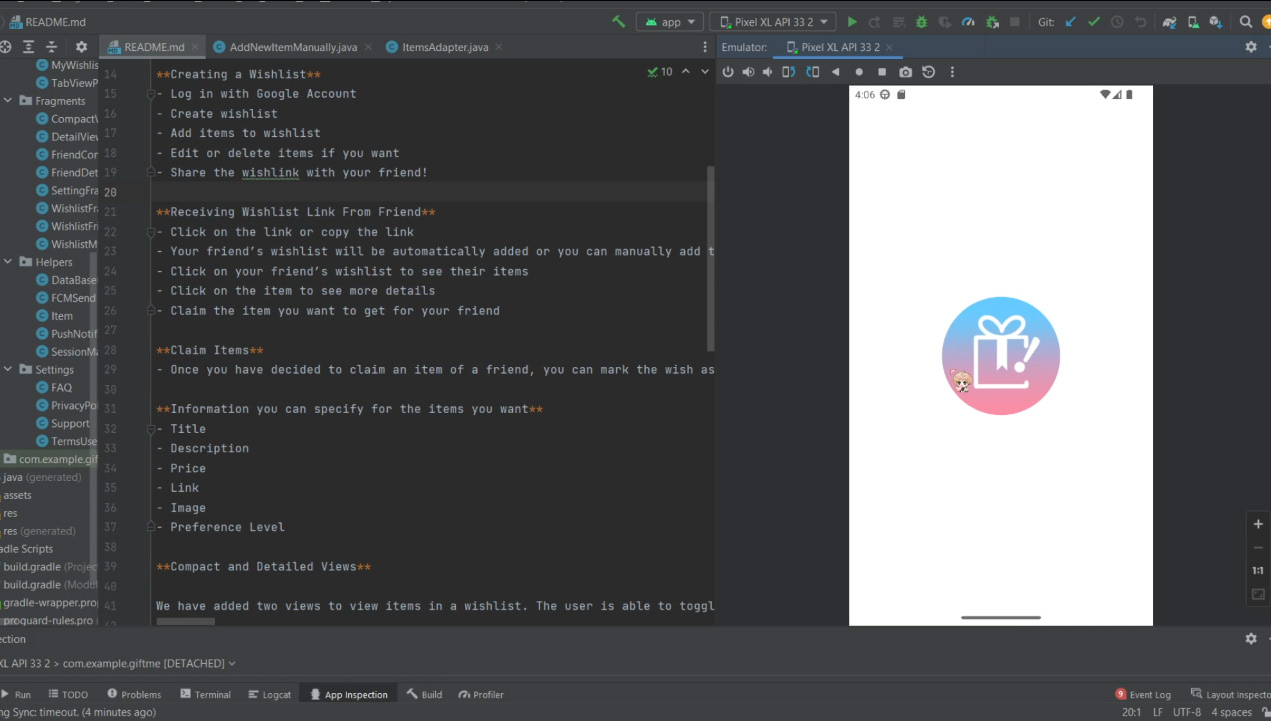 README.md
app
Pixel XL API 33 2
Git:
README.md
AddNewItemManually.java
ItemsAdapter.java
Emulator:
Pixel XL API 33 2
MyWishlis
TabViewP
Fragments
CompactV
DetailView
FriendCor
FriendDet
SettingFra
WishlistFr
WishlistFri
WishlistM
Helpers
DataBase
FCMSend
Item
PushNotif
SessionMa
Settings
FAQ
PrivacyPo
Support
TermsUse
com.example.gif
java (generated)
assets
res
res (generated)
adle Scripts
build.gradle (Projec
build.gradle (Modul
gradle-wrapper.prop
proguard-rules.pro
10
14 **Creating a Wishlist**
15 - Log in with Google Account
16 - Create wishlist
17 - Add items to wishlist
18 - Edit or delete items if you want
19 - Share the wishlink with your friend!
20
21 **Receiving Wishlist Link From Friend**
22 - Click on the link or copy the link
23 - Your friend's wishlist will be automatically added or you can manually add t
24 - Click on your friend's wishlist to see their items
25 - Click on the item to see more details
26 - Claim the item you want to get for your friend
27
28 **Claim Items**
29 - Once you have decided to claim an item of a friend, you can mark the wish as
30
31 **Information you can specify for the items you want**
32 - Title
33 - Description
34 - Price
35 - Link
36 - Image
37 - Preference Level
38
39 **Compact and Detailed Views**
40
41 We have added two views to view items in a wishlist. The user is able to toggl
4:06
1:1
ection
XL API 33 2 > com.example.giftme [DETACHED]
Run
TODO
Problems
Terminal
Logcat
App Inspection
Build
Profiler
9 Event Log
Layout Inspecto
ng Sync: timeout. (4 minutes ago)
20:1 LF UTF-8 4 spaces